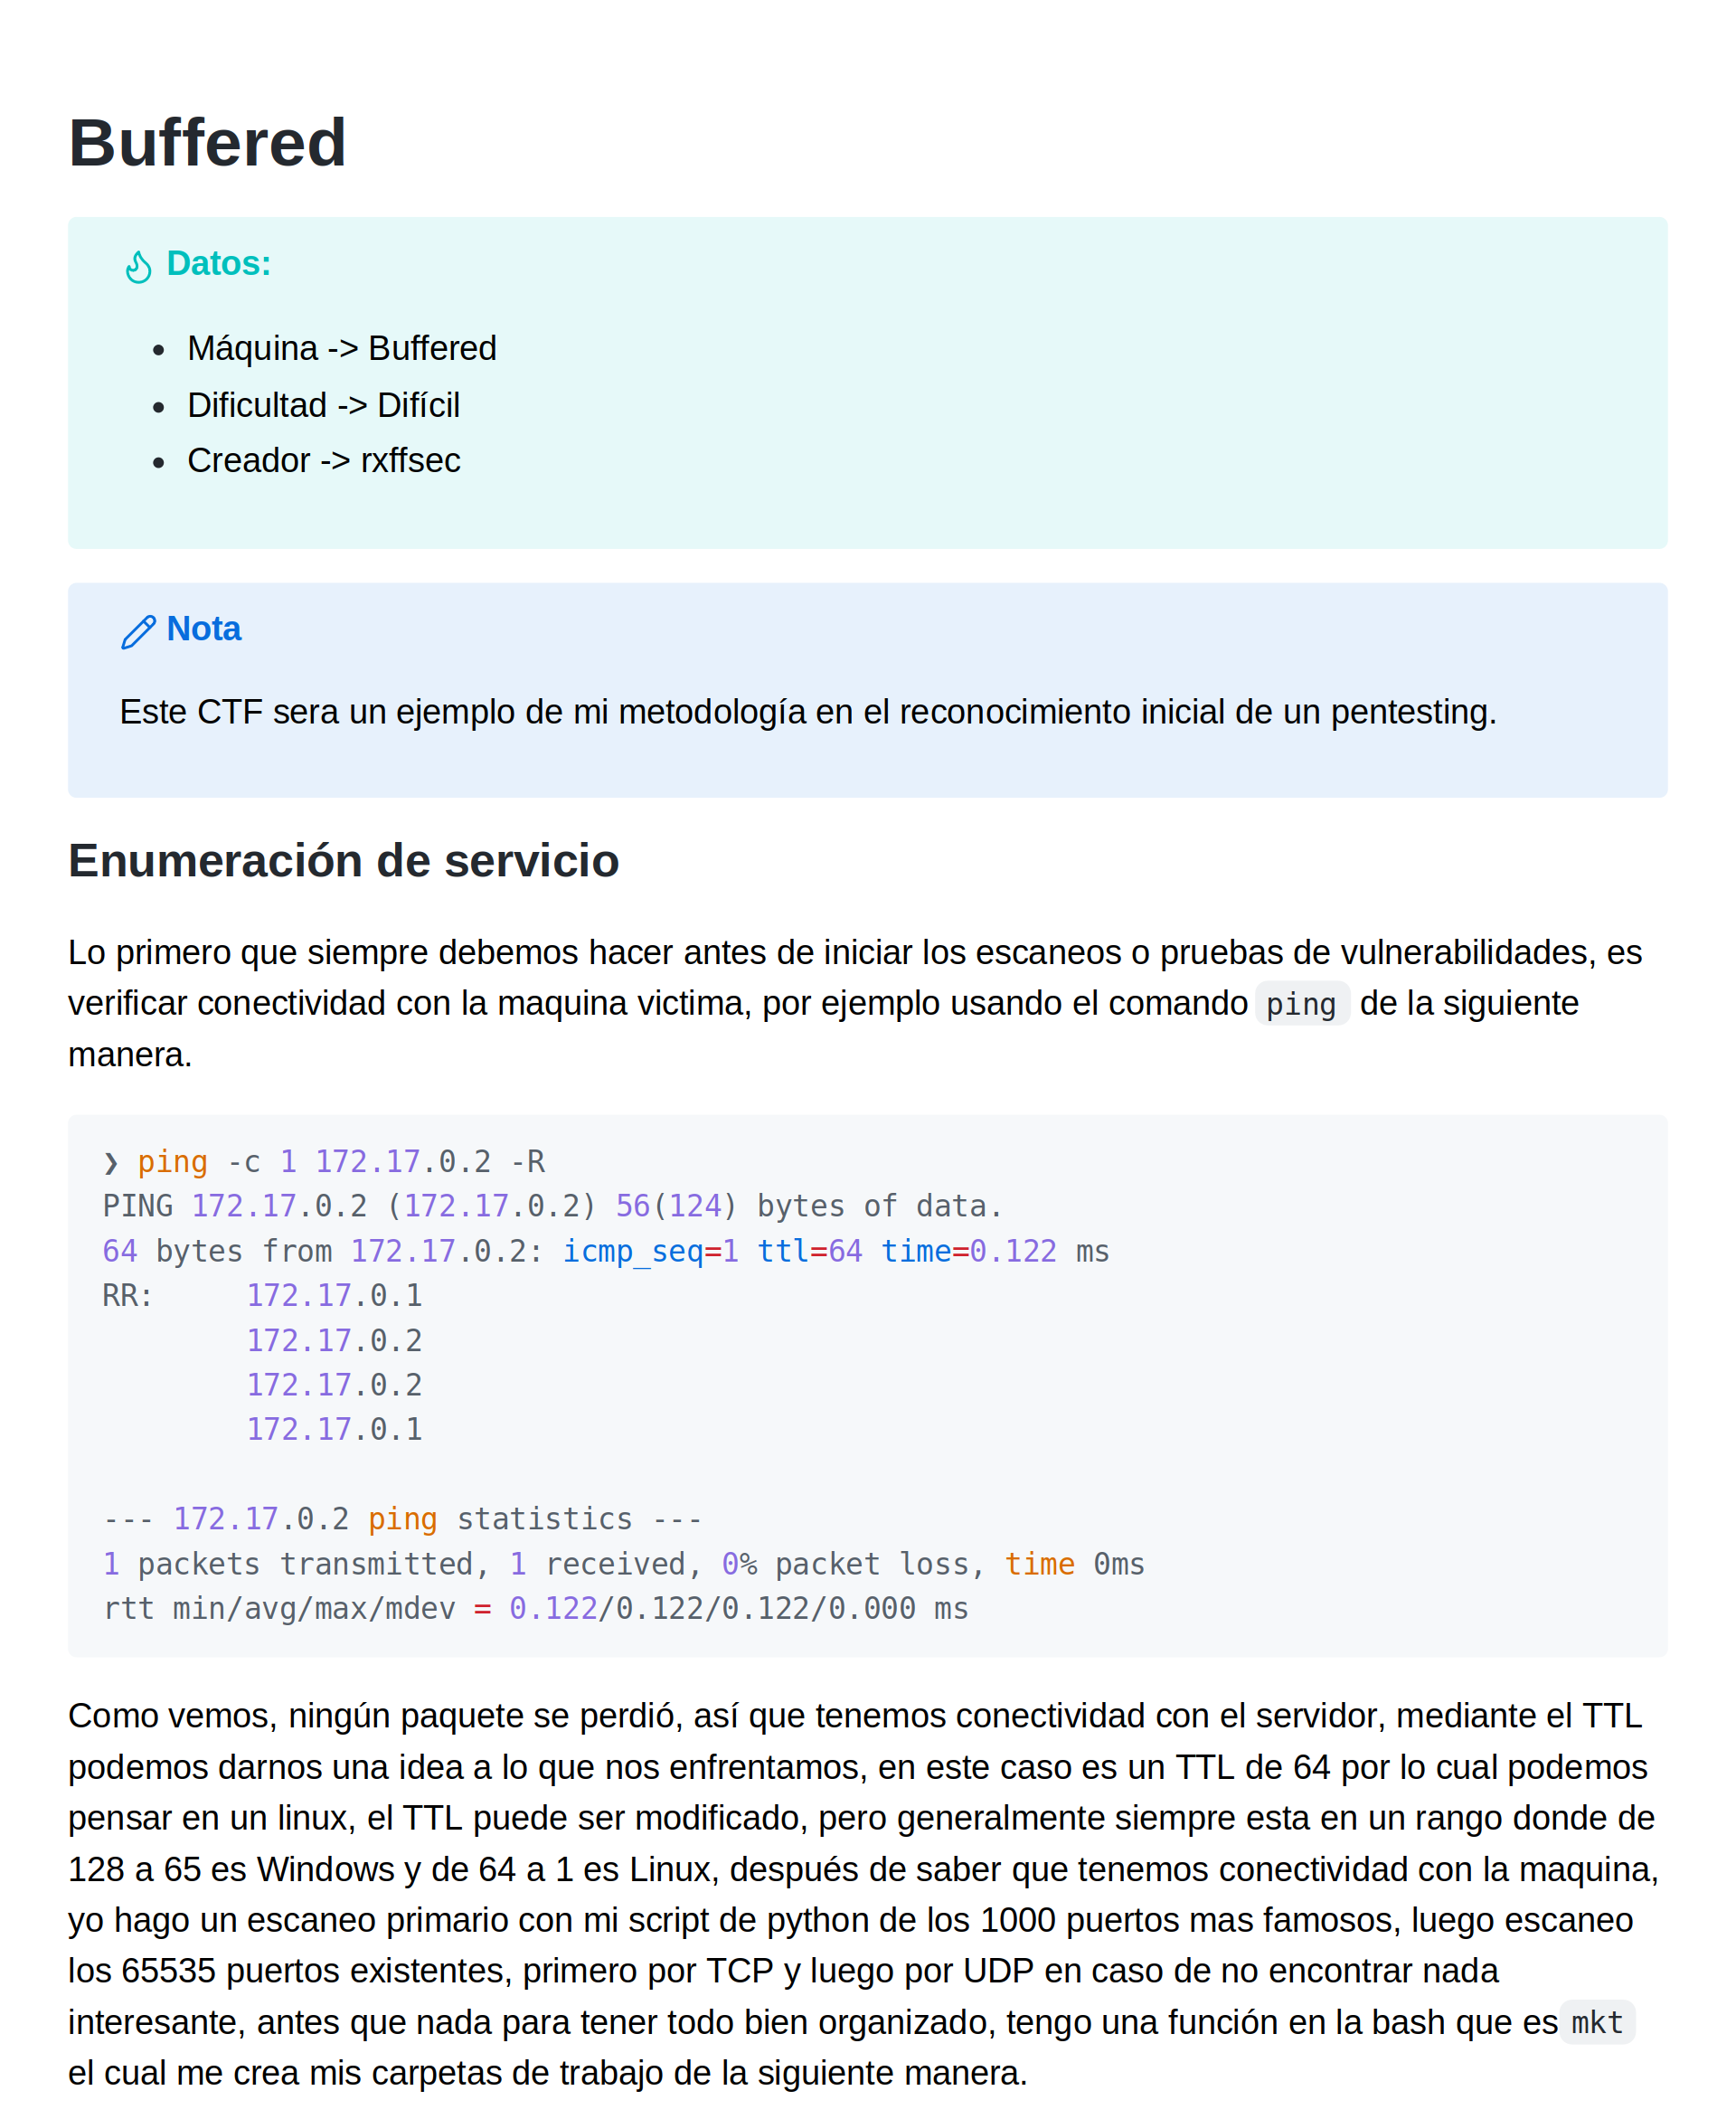 Buffered
Datos:
• Máquina -> Buffered
• Dificultad -> Difícil
• Creador -> rxffsec
Nota
Este CTF sera un ejemplo de mi metodología en el reconocimiento inicial de un pentesting.
Enumeración de servicio
Lo primero que siempre debemos hacer antes de iniciar los escaneos o pruebas de vulnerabilidades, es
verificar conectividad con la maquina victima, por ejemplo usando el comando ping de la siguiente
manera.
❯ ping -c 1 172.17.0.2 -R
PING 172.17.0.2 (172.17.0.2) 56(124) bytes of data.
64 bytes from 172.17.0.2: icmp_seq=1 ttl=64 time=0.122 ms
RR:     172.17.0.1
        172.17.0.2
        172.17.0.2
        172.17.0.1
--- 172.17.0.2 ping statistics ---
1 packets transmitted, 1 received, 0% packet loss, time 0ms
rtt min/avg/max/mdev = 0.122/0.122/0.122/0.000 ms
Como vemos, ningún paquete se perdió, así que tenemos conectividad con el servidor, mediante el TTL
podemos darnos una idea a lo que nos enfrentamos, en este caso es un TTL de 64 por lo cual podemos
pensar en un linux, el TTL puede ser modificado, pero generalmente siempre esta en un rango donde de
128 a 65 es Windows y de 64 a 1 es Linux, después de saber que tenemos conectividad con la maquina,
yo hago un escaneo primario con mi script de python de los 1000 puertos mas famosos, luego escaneo
los 65535 puertos existentes, primero por TCP y luego por UDP en caso de no encontrar nada
interesante, antes que nada para tener todo bien organizado, tengo una función en la bash que es mkt
el cual me crea mis carpetas de trabajo de la siguiente manera.